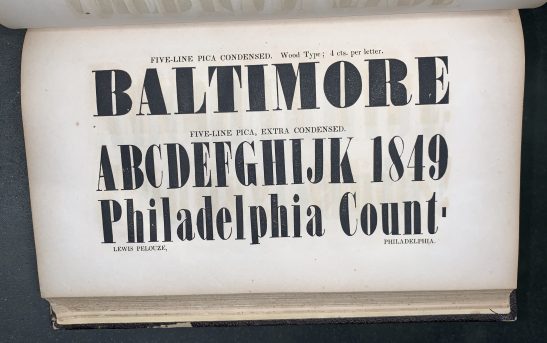 FIVE-LINE PICA CONDENSED. Wood Type; 4 cts. per letter.
BALTIMORE
FIVE-LINE PICA, EXTRA CONDENSED.
ABCDEFGHIJK 1849
Philadelphia Count-
LEWIS PELOUZE, PHILADELPHIA.